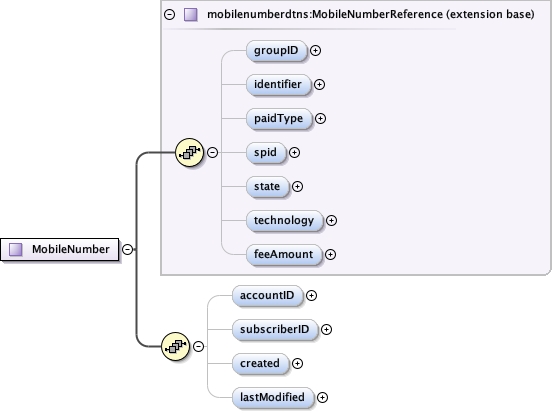 mobilenumberdtns:MobileNumberReference (extension base)
groupID
identifier
paidType
spid
state
technology
feeAmount
MobileNumber
accountID
subscriberID
created
lastModified